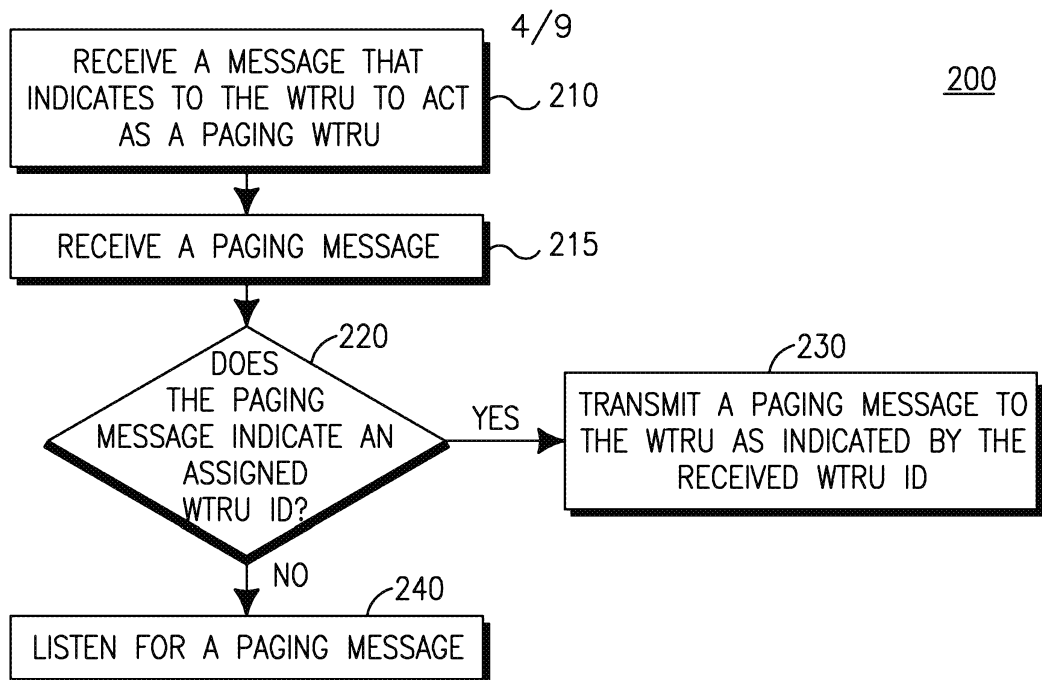 4/9
200
RECEIVE A MESSAGE THAT
INDICATES TO THE WTRU TO ACT
AS A PAGING WTRU
210
RECEIVE A PAGING MESSAGE
215
220
DOES
THE PAGING
MESSAGE INDICATE AN
ASSIGNED
WTRU ID?
YES
230
TRANSMIT A PAGING MESSAGE TO
THE WTRU AS INDICATED BY THE
RECEIVED WTRU ID
NO
240
LISTEN FOR A PAGING MESSAGE